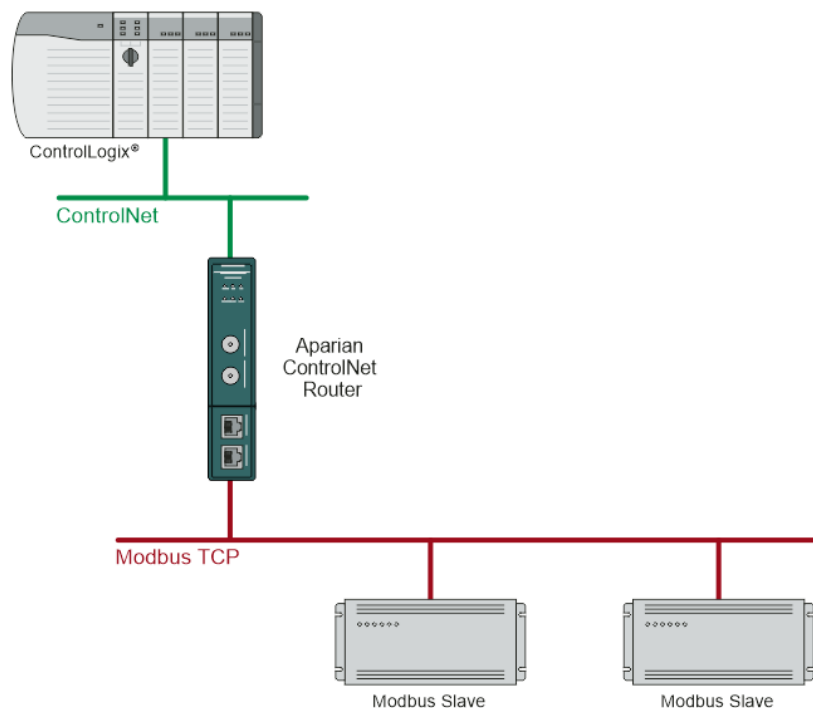 ControlLogix®
ControlNet
Aparian
ControlNet
Router
Modbus TCP
Modbus Slave
Modbus Slave